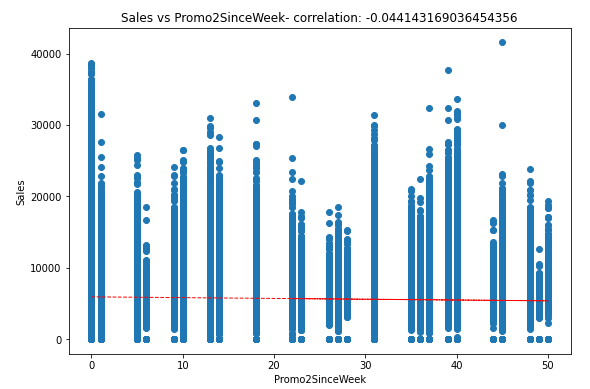 Sales vs Promo2SinceWeek- correlation: -0.044143169036454356
40000
30000
20000
10000
0
Sales
0 10 20 30 40 50
Promo2SinceWeek